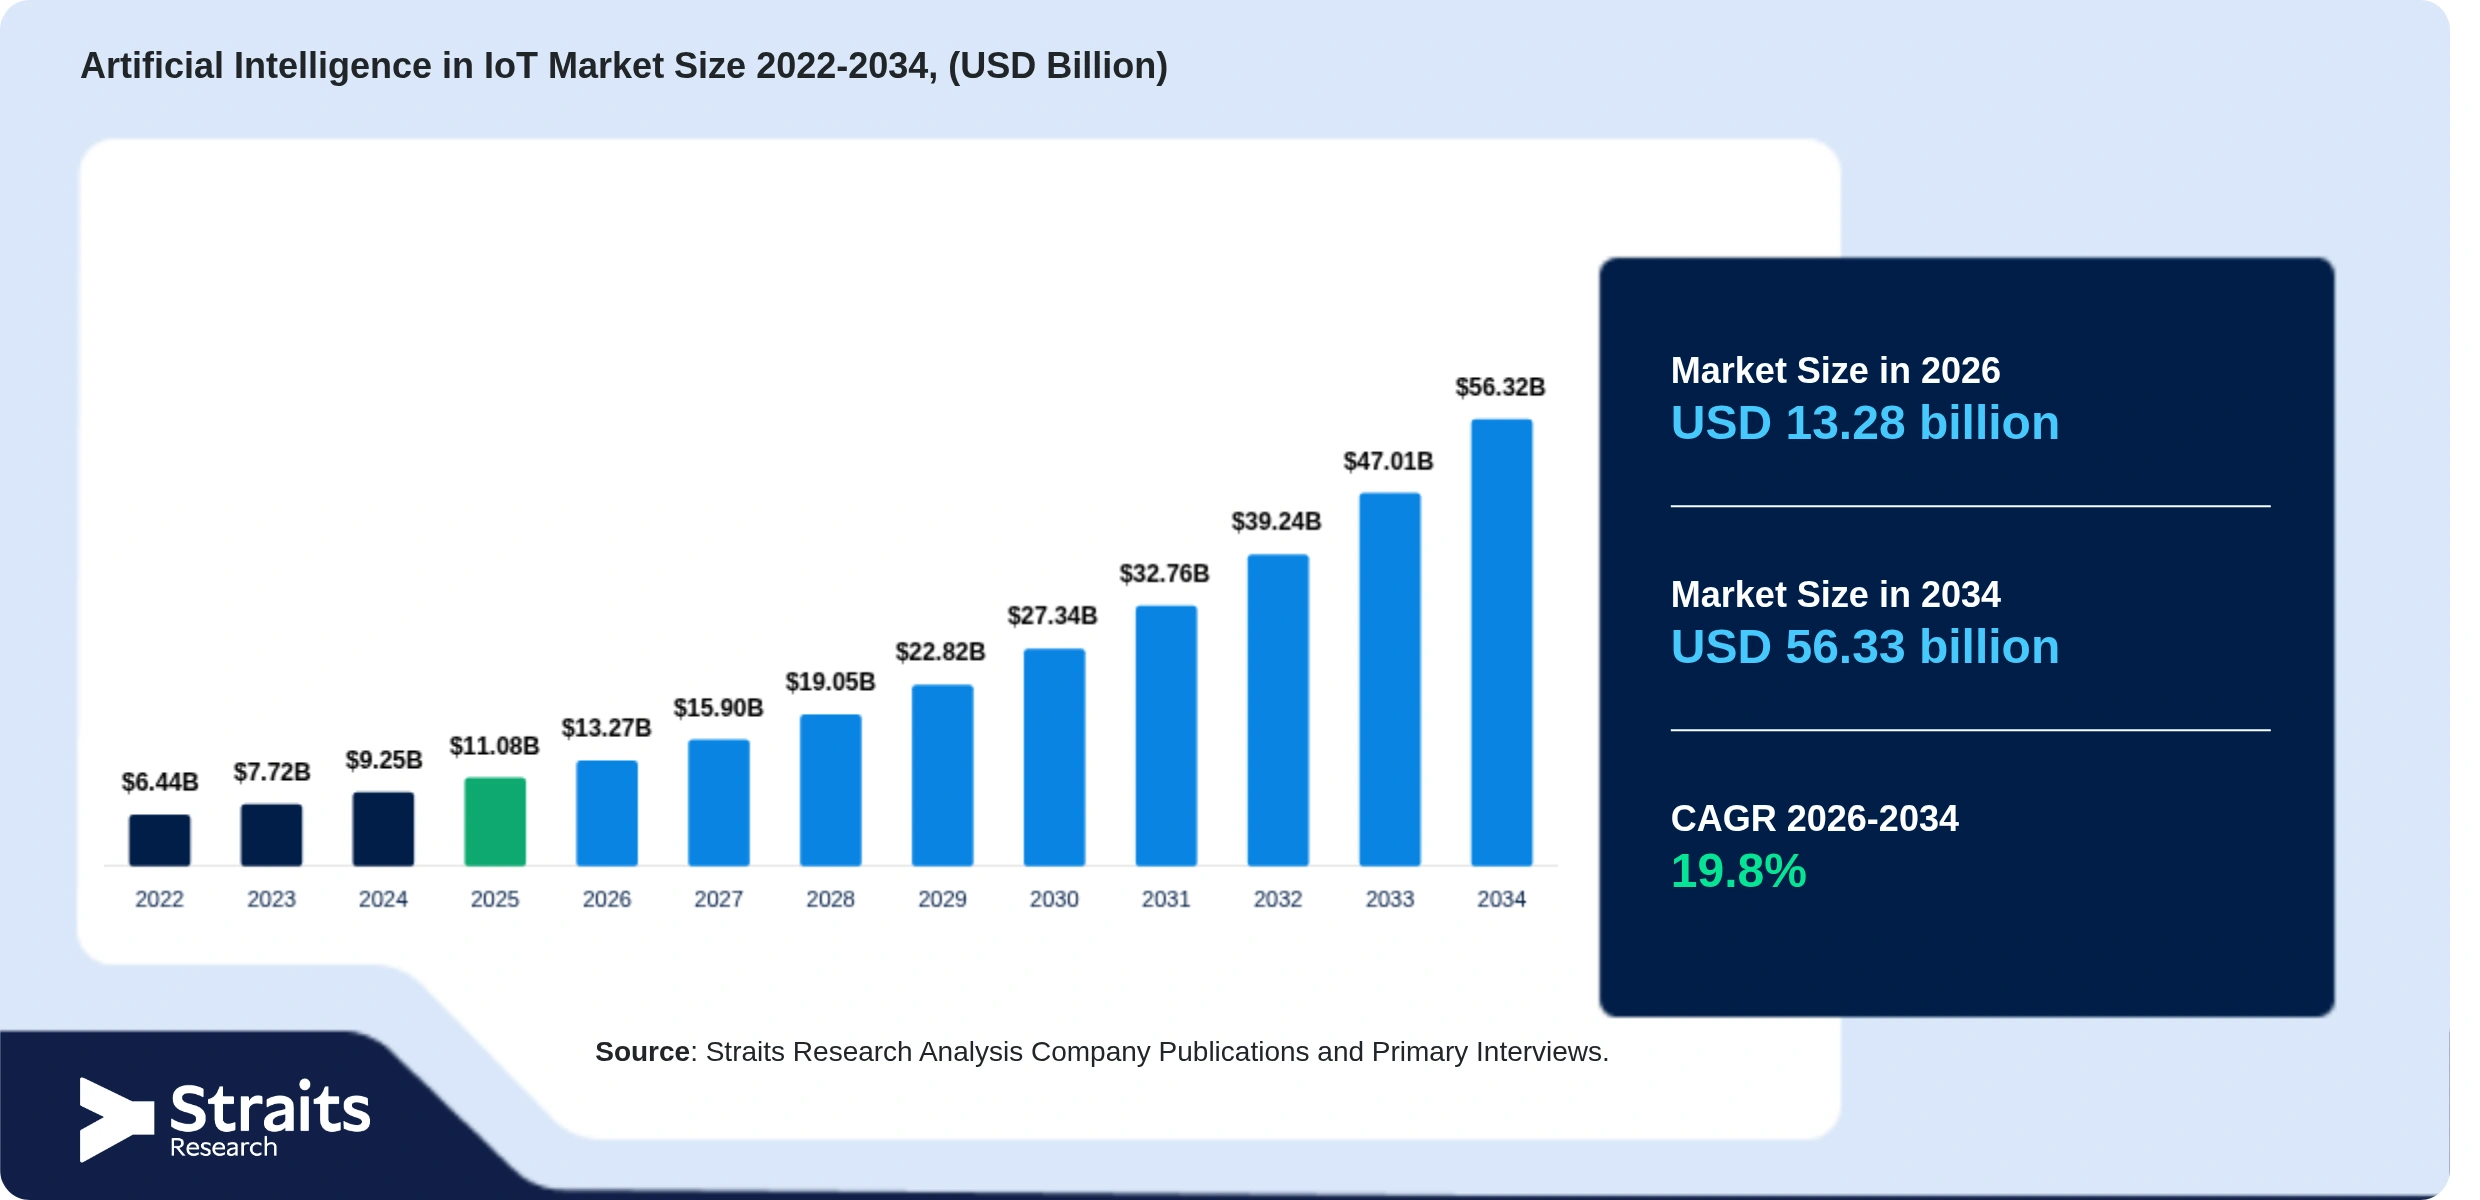 Artificial Intelligence in IoT Market Size 2022-2034, (USD Billion)
$6.44B
$7.72B
$9.25B
$11.08B
$13.27B
$15.90B
$19.05B
$22.82B
$27.34B
$32.76B
$39.24B
$47.01B
$56.32B
2022 2023 2024 2025 2026 2027 2028 2029 2030 2031 2032 2033 2034
Market Size in 2026
USD 13.28 billion
Market Size in 2034
USD 56.33 billion
CAGR 2026-2034
19.8%
Source: Straits Research Analysis Company Publications and Primary Interviews.
Straits
Research